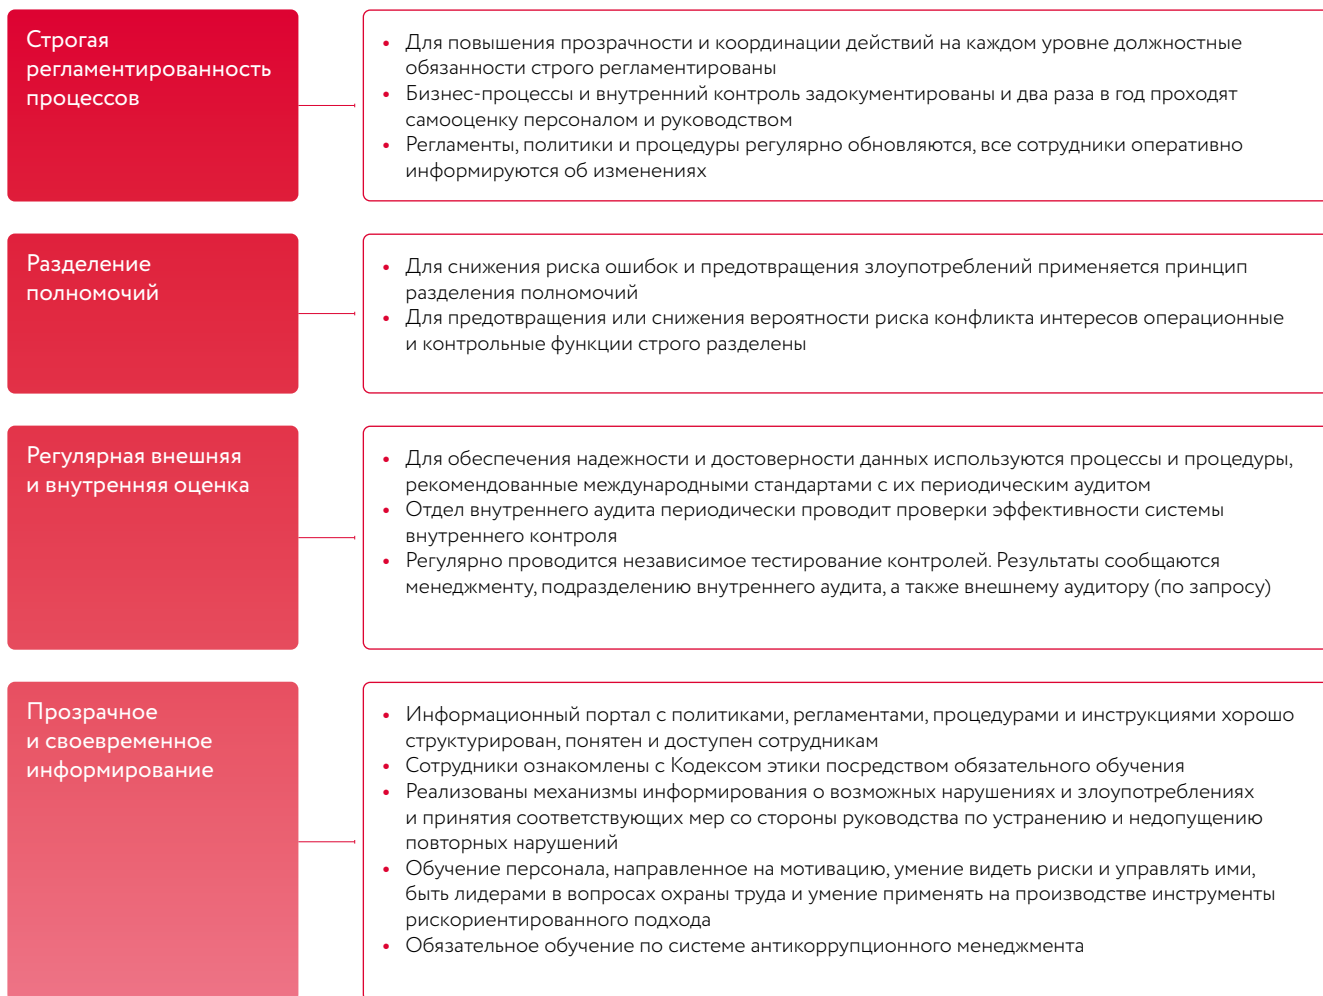 Строгая
регламентированность
процессов
• Для повышения прозрачности и координации действий на каждом уровне должностные
обязанности строго регламентированы
• Бизнес-процессы и внутренний контроль задокументированы и два раза в год проходят
самооценку персоналом и руководством
• Регламенты, политики и процедуры регулярно обновляются, все сотрудники оперативно
информируются об изменениях
Разделение
полномочий
• Для снижения риска ошибок и предотвращения злоупотреблений применяется принцип
разделения полномочий
• Для предотвращения или снижения вероятности риска конфликта интересов операционные
и контрольные функции строго разделены
Регулярная внешняя
и внутренняя оценка
• Для обеспечения надежности и достоверности данных используются процессы и процедуры,
рекомендованные международными стандартами с их периодическим аудитом
• Отдел внутреннего аудита периодически проводит проверки эффективности системы
внутреннего контроля
• Регулярно проводится независимое тестирование контролей. Результаты сообщаются
менеджменту, подразделению внутреннего аудита, а также внешнему аудитору (по запросу)
Прозрачное
и своевременное
информирование
• Информационный портал с политиками, регламентами, процедурами и инструкциями хорошо
структурирован, понятен и доступен сотрудникам
• Сотрудники ознакомлены с Кодексом этики посредством обязательного обучения
• Реализованы механизмы информирования о возможных нарушениях и злоупотреблениях
и принятия соответствующих мер со стороны руководства по устранению и недопущению
повторных нарушений
• Обучение персонала, направленное на мотивацию, умение видеть риски и управлять ими,
быть лидерами в вопросах охраны труда и умение применять на производстве инструменты
рискориентированного подхода
• Обязательное обучение по системе антикоррупционного менеджмента